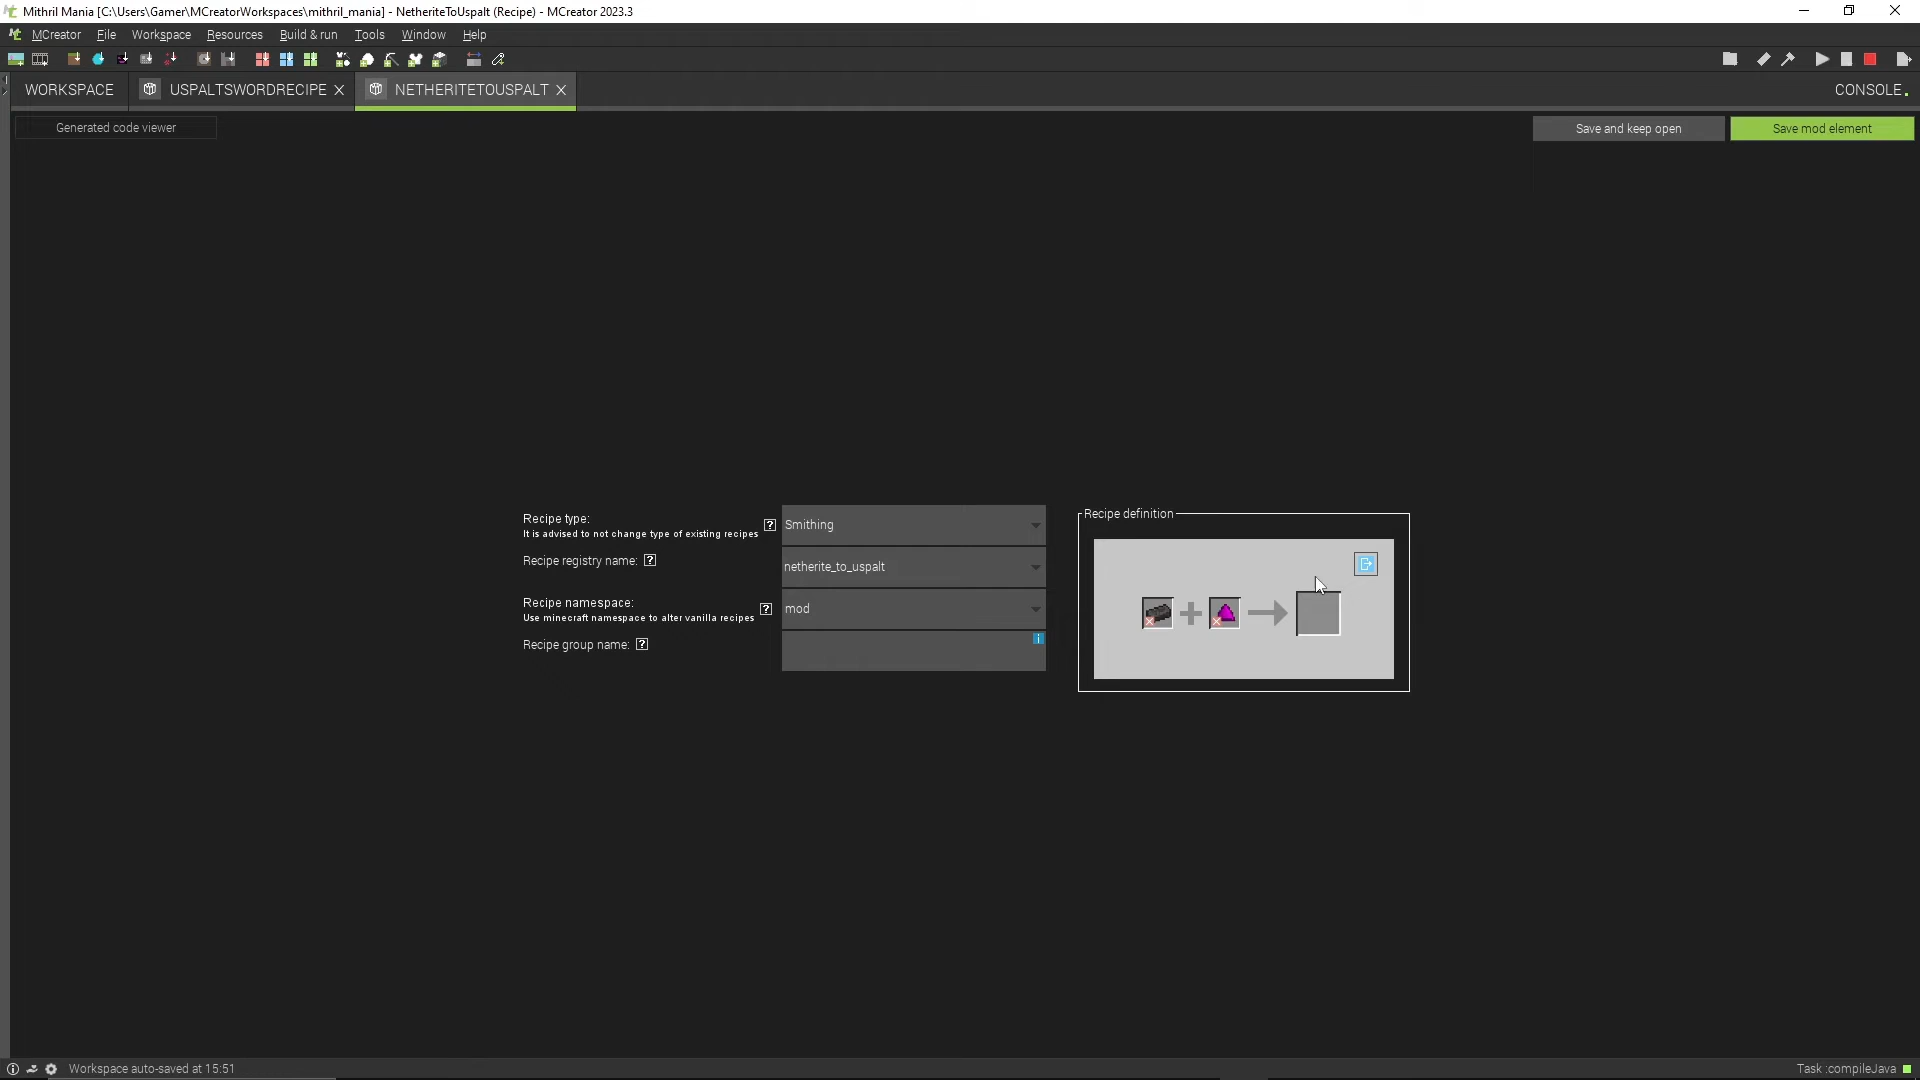 Mithril Mania [C:\Users\Gamer\MCreatorWorkspaces\mithril_mania] - NetheriteToUspalt (Recipe) - MCreator 2023.3
MCreator File Workspace Resources Build & run Tools Window Help
WORKSPACE USPALTSWORDRECIPE NETHERITETOUSPALT CONSOLE.
Generated code viewer Save and keep open Save mod element
Recipe type:
It is advised to not change type of existing recipes
?
Smithing
Recipe registry name: ?
netherite_to_uspalt
Recipe namespace:
Use minecraft namespace to alter vanilla recipes
?
mod
Recipe group name: ?
i
Recipe definition
Workspace auto-saved at 15:51 Task :compileJava